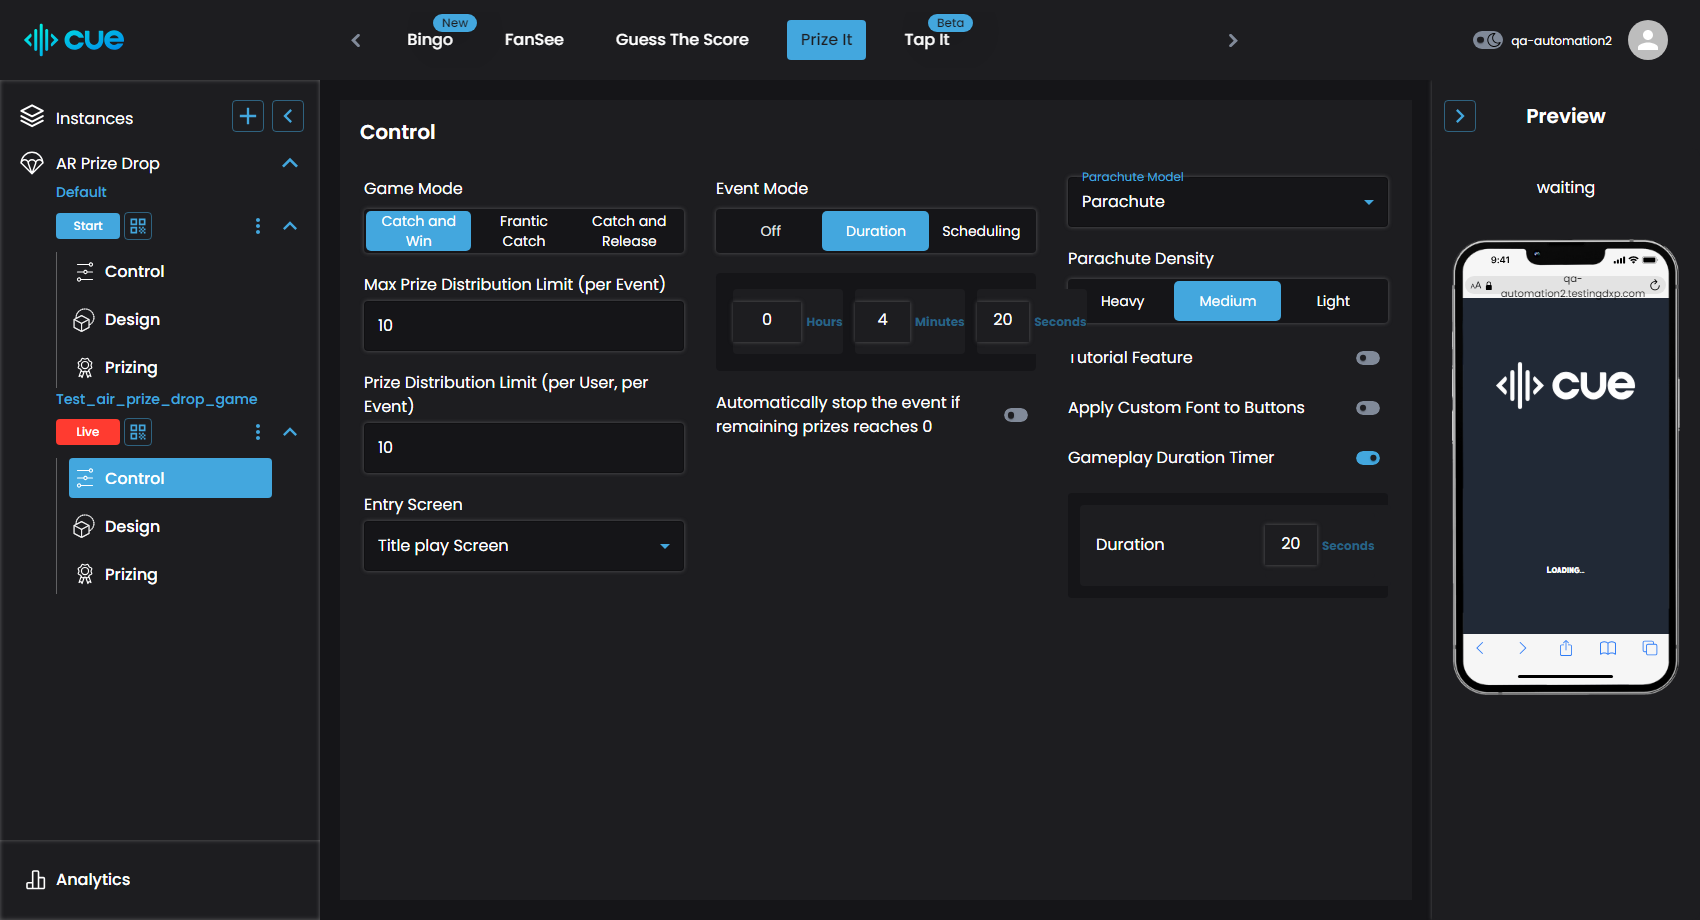 cue
New
Bingo
FanSee
Guess The Score
Prize It
Beta
Tap It
qa-automation2
Instances
AR Prize Drop
Default
Start
Control
Design
Prizing
Test_air_prize_drop_game
Live
Control
Design
Prizing
Analytics
Control
Game Mode
Catch and Win
Frantic Catch
Catch and Release
Max Prize Distribution Limit (per Event)
10
Prize Distribution Limit (per User, per
Event)
10
Entry Screen
Title play Screen
Event Mode
Off
Duration
Scheduling
0 Hours 4 Minutes 20 Seconds
Automatically stop the event if
remaining prizes reaches 0
Parachute Model
Parachute
Parachute Density
Heavy
Medium
Light
Tutorial Feature
Apply Custom Font to Buttons
Gameplay Duration Timer
Duration 20 Seconds
Preview
waiting
9:41
AA
qa-
automation2.testingdxp.com
cue
LOADING...